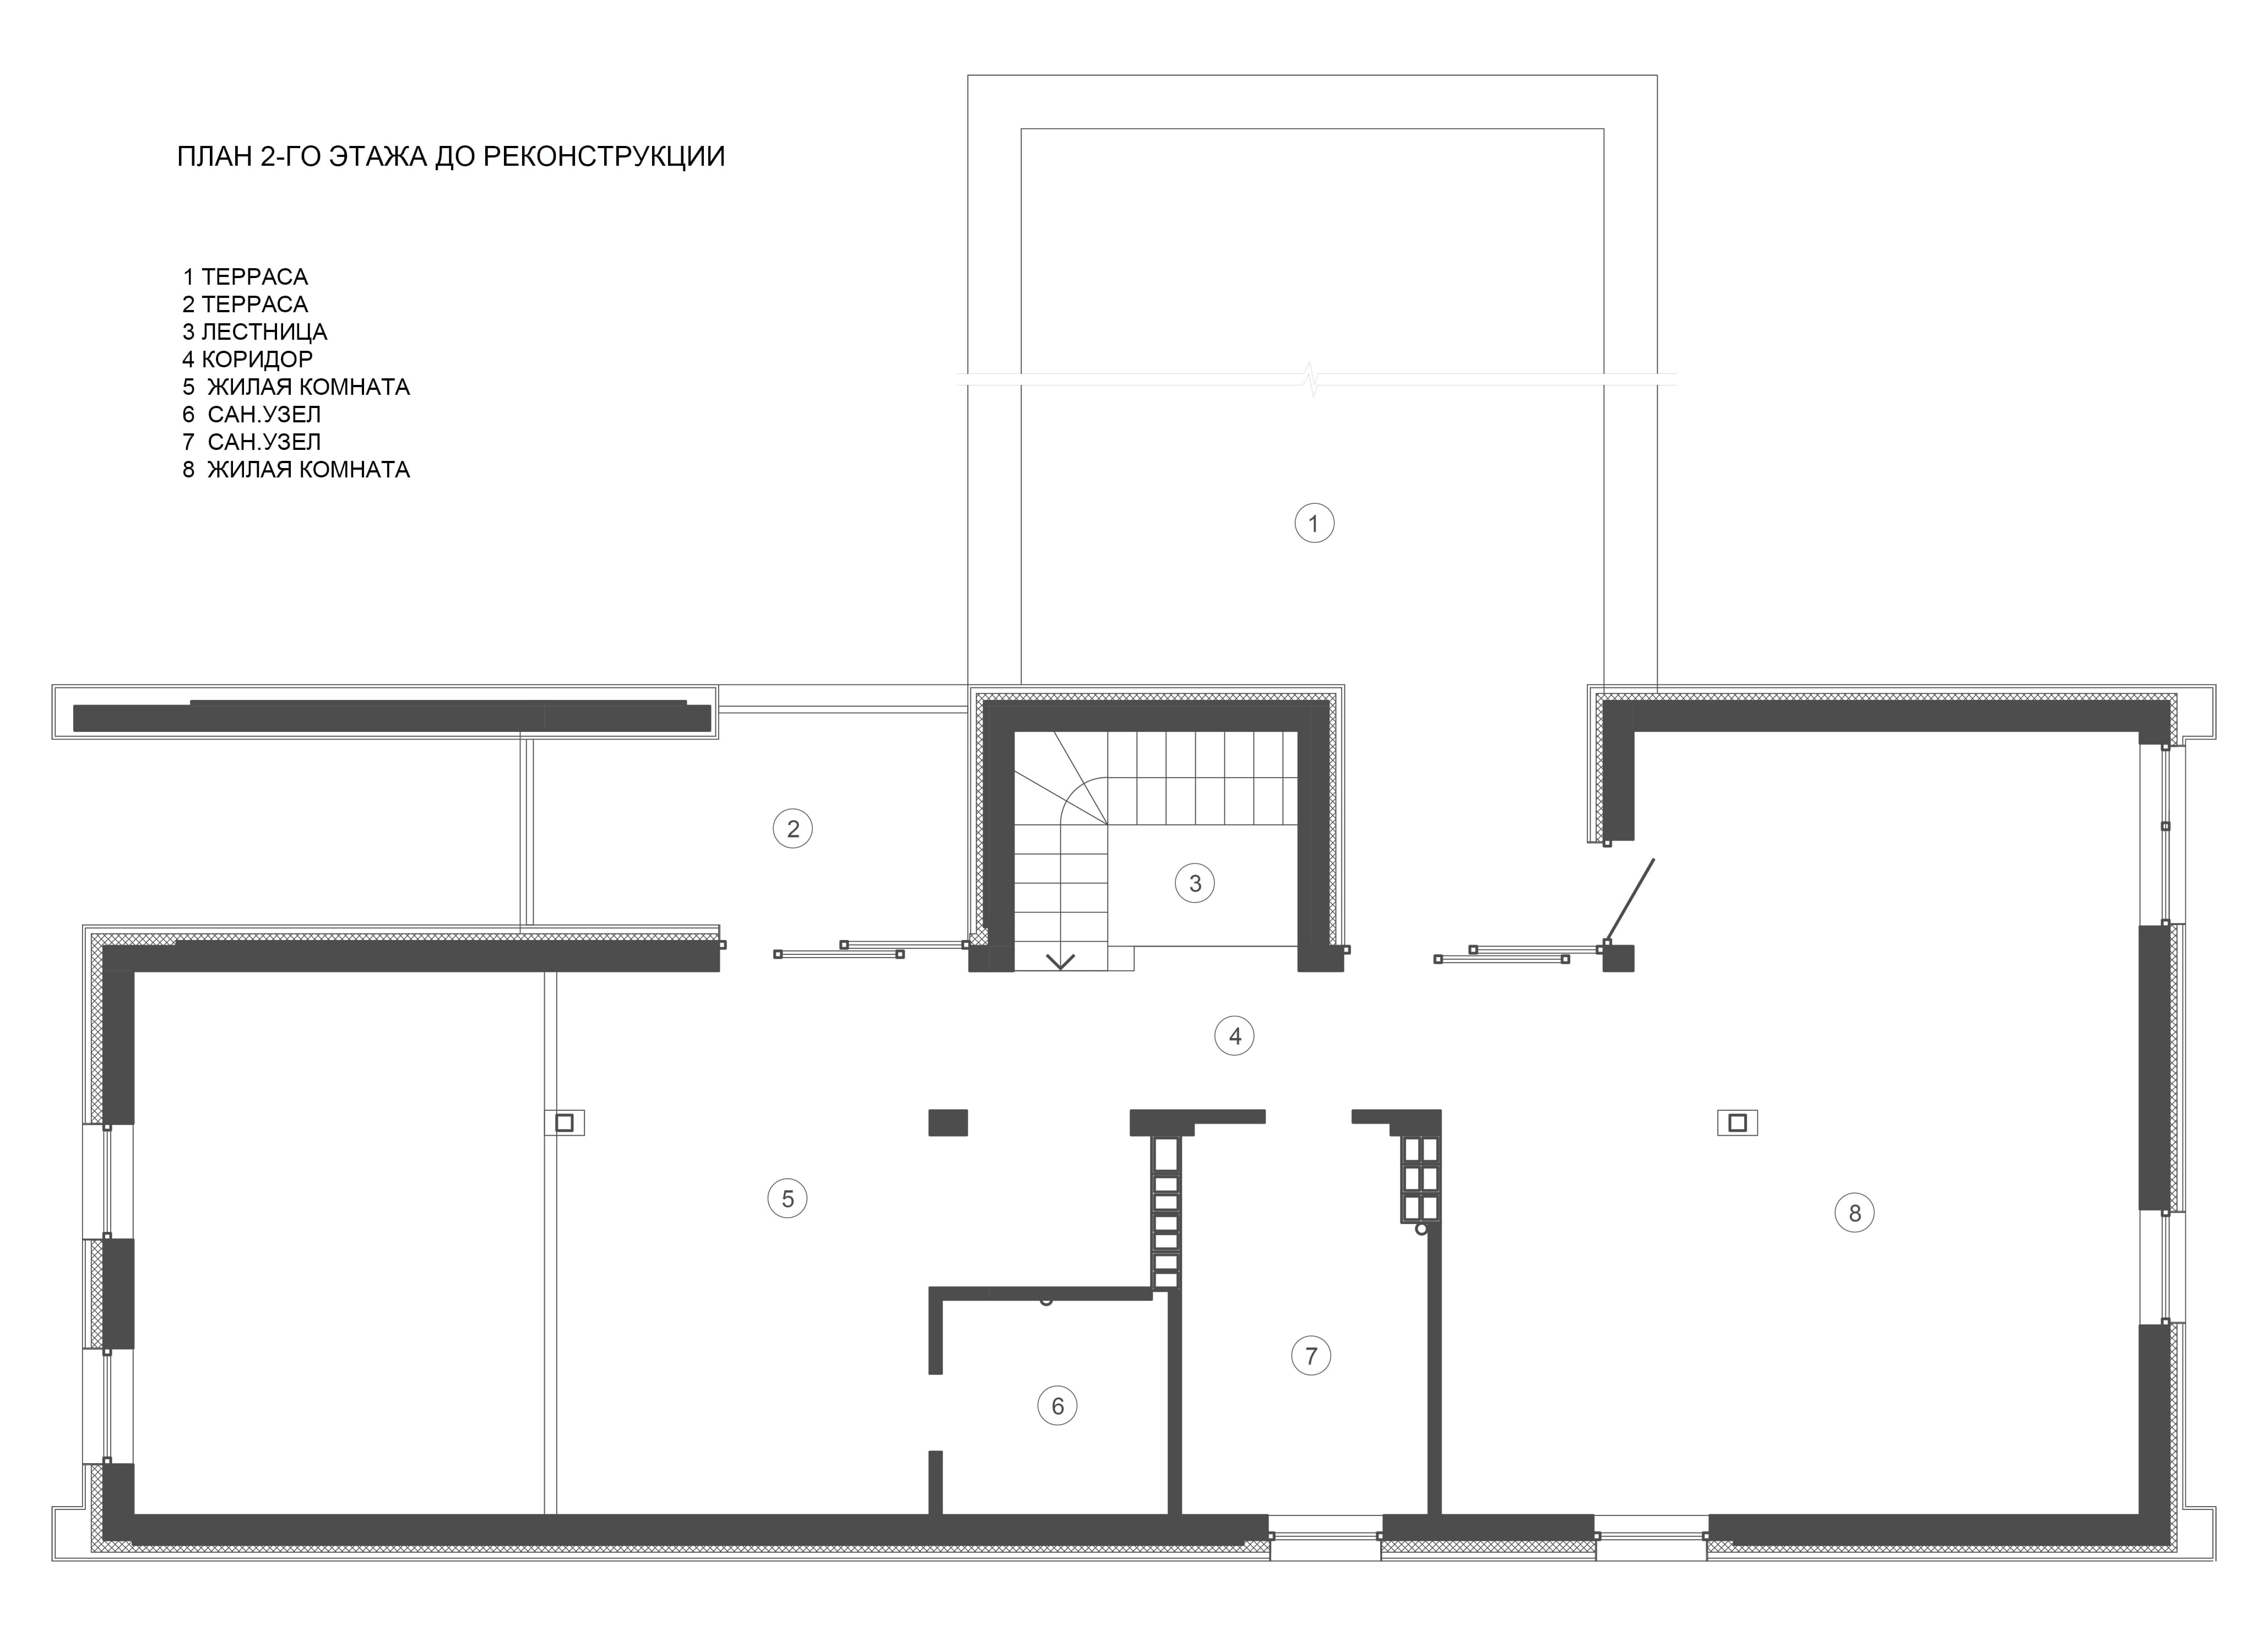 ПЛАН 2-ГО ЭТАЖА ДО РЕКОНСТРУКЦИИ
1 ТЕРРАСА
2 ТЕРРАСА
3 ЛЕСТНИЦА
4 КОРИДОР
5 ЖИЛАЯ КОМНАТА
6 САН.УЗЕЛ
7 САН.УЗЕЛ
8 ЖИЛАЯ КОМНАТА
1
2
3
4
5
8
7
6